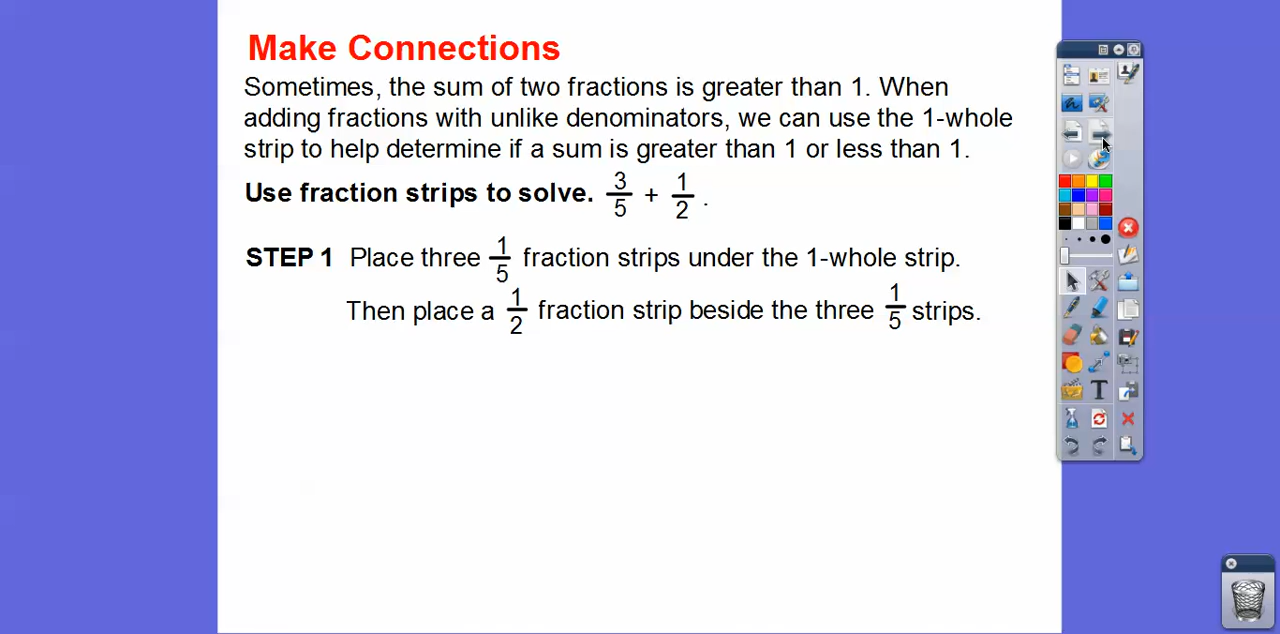 Make Connections
Sometimes, the sum of two fractions is greater than 1. When
adding fractions with unlike denominators, we can use the 1-whole
strip to help determine if a sum is greater than 1 or less than 1.
Use fraction strips to solve. 3/5 + 1/2 .
STEP 1 Place three 1/5 fraction strips under the 1-whole strip.
Then place a 1/2 fraction strip beside the three 1/5 strips.